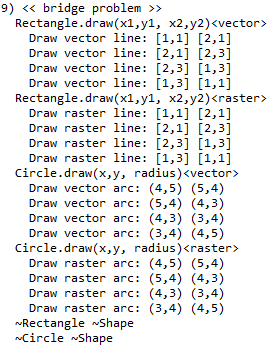 9) << bridge problem >>
Rectangle.draw(x1,y1, x2,y2)<vector>
Draw vector line: [1,1] [2,1]
Draw vector line: [2,1] [2,3]
Draw vector line: [2,3] [1,3]
Draw vector line: [1,3] [1,1]
Rectangle.draw(x1,y1, x2,y2)<raster>
Draw raster line: [1,1] [2,1]
Draw raster line: [2,1] [2,3]
Draw raster line: [2,3] [1,3]
Draw raster line: [1,3] [1,1]
Circle.draw(x,y, radius)<vector>
Draw vector arc: (4,5) (5,4)
Draw vector arc: (5,4) (4,3)
Draw vector arc: (4,3) (3,4)
Draw vector arc: (3,4) (4,5)
Circle.draw(x,y, radius)<raster>
Draw raster arc: (4,5) (5,4)
Draw raster arc: (5,4) (4,3)
Draw raster arc: (4,3) (3,4)
Draw raster arc: (3,4) (4,5)
~Rectangle ~Shape
~Circle ~Shape